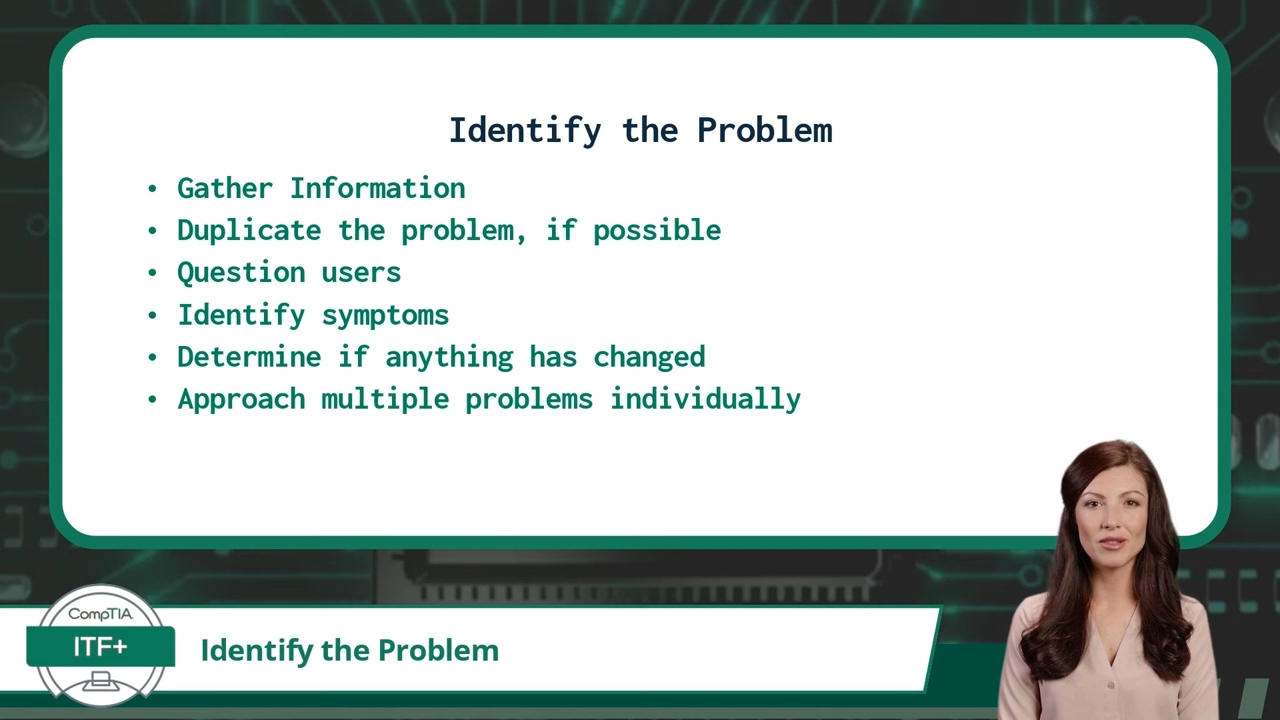 Identify the Problem
• Gather Information
• Duplicate the problem, if possible
• Question users
• Identify symptoms
• Determine if anything has changed
• Approach multiple problems individually
CompTIA.
ITF+
Identify the Problem